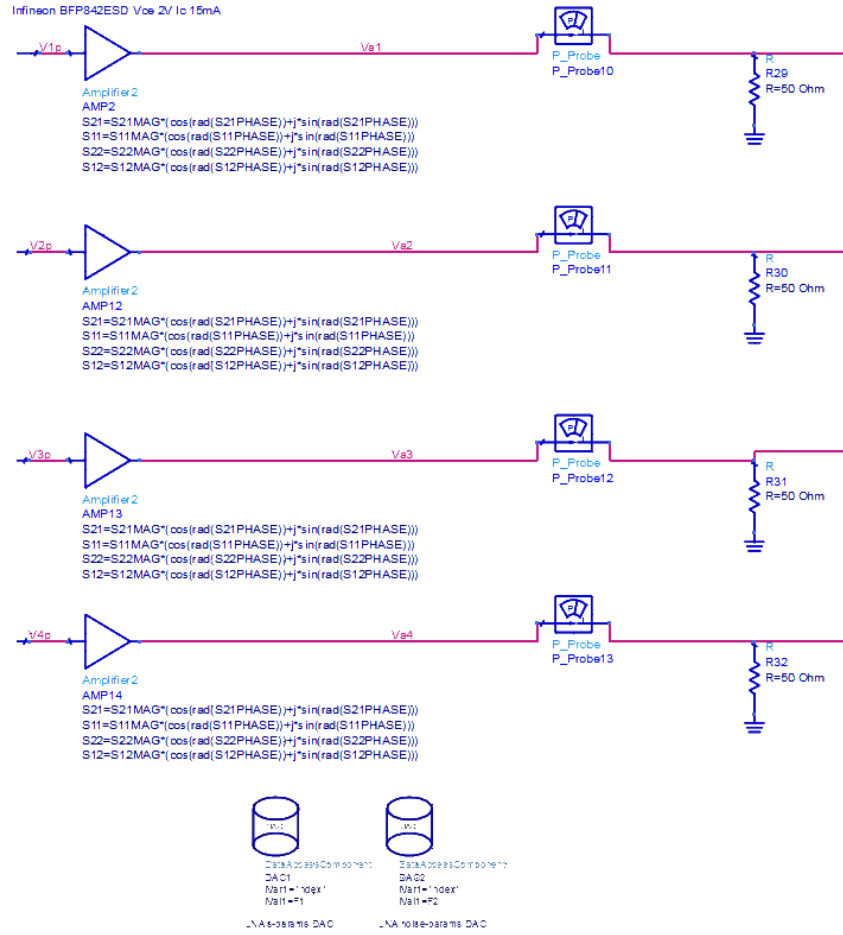 Infineon BFP842ESD Vce 2V Ic 15mA
V1p
Va1
P
P_Probe
P_Probe10
R
R29
R=50 Ohm
Amplifier2
AMP2
S21=S21MAG*(cos(rad(S21PHASE))+j*sin(rad(S21PHASE)))
S11=S11MAG*(cos(rad(S11PHASE))+j*sin(rad(S11PHASE)))
S22=S22MAG*(cos(rad(S22PHASE))+j*sin(rad(S22PHASE)))
S12=S12MAG*(cos(rad(S12PHASE))+j*sin(rad(S12PHASE)))
V2p
Va2
P
P_Probe
P_Probe11
R
R30
R=50 Ohm
Amplifier2
AMP12
S21=S21MAG*(cos(rad(S21PHASE))+j*sin(rad(S21PHASE)))
S11=S11MAG*(cos(rad(S11PHASE))+j*sin(rad(S11PHASE)))
S22=S22MAG*(cos(rad(S22PHASE))+j*sin(rad(S22PHASE)))
S12=S12MAG*(cos(rad(S12PHASE))+j*sin(rad(S12PHASE)))
V3p
Va3
P
P_Probe
P_Probe12
R
R31
R=50 Ohm
Amplifier2
AMP13
S21=S21MAG*(cos(rad(S21PHASE))+j*sin(rad(S21PHASE)))
S11=S11MAG*(cos(rad(S11PHASE))+j*sin(rad(S11PHASE)))
S22=S22MAG*(cos(rad(S22PHASE))+j*sin(rad(S22PHASE)))
S12=S12MAG*(cos(rad(S12PHASE))+j*sin(rad(S12PHASE)))
V4p
Va4
P
P_Probe
P_Probe13
R
R32
R=50 Ohm
Amplifier2
AMP14
S21=S21MAG*(cos(rad(S21PHASE))+j*sin(rad(S21PHASE)))
S11=S11MAG*(cos(rad(S11PHASE))+j*sin(rad(S11PHASE)))
S22=S22MAG*(cos(rad(S22PHASE))+j*sin(rad(S22PHASE)))
S12=S12MAG*(cos(rad(S12PHASE))+j*sin(rad(S12PHASE)))
DataAccessComponent
DAC1
iVar1="index"
iVal1=F1
LNA s-params DAC
DataAccessComponent
DAC2
iVar1="index"
iVal1=F2
LNA noise-params DAC